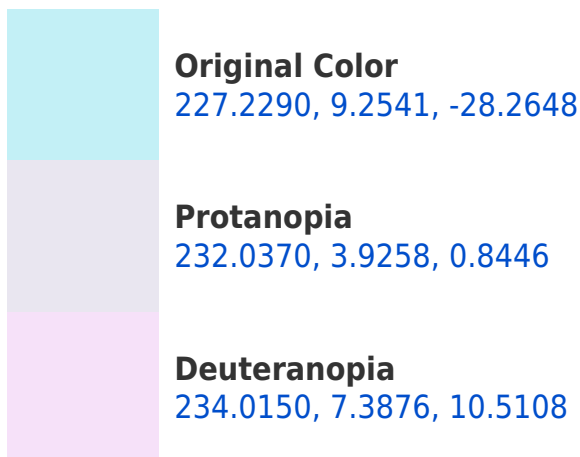 Original Color
227.2290, 9.2541, -28.2648
Protanopia
232.0370, 3.9258, 0.8446
Deuteranopia
234.0150, 7.3876, 10.5108